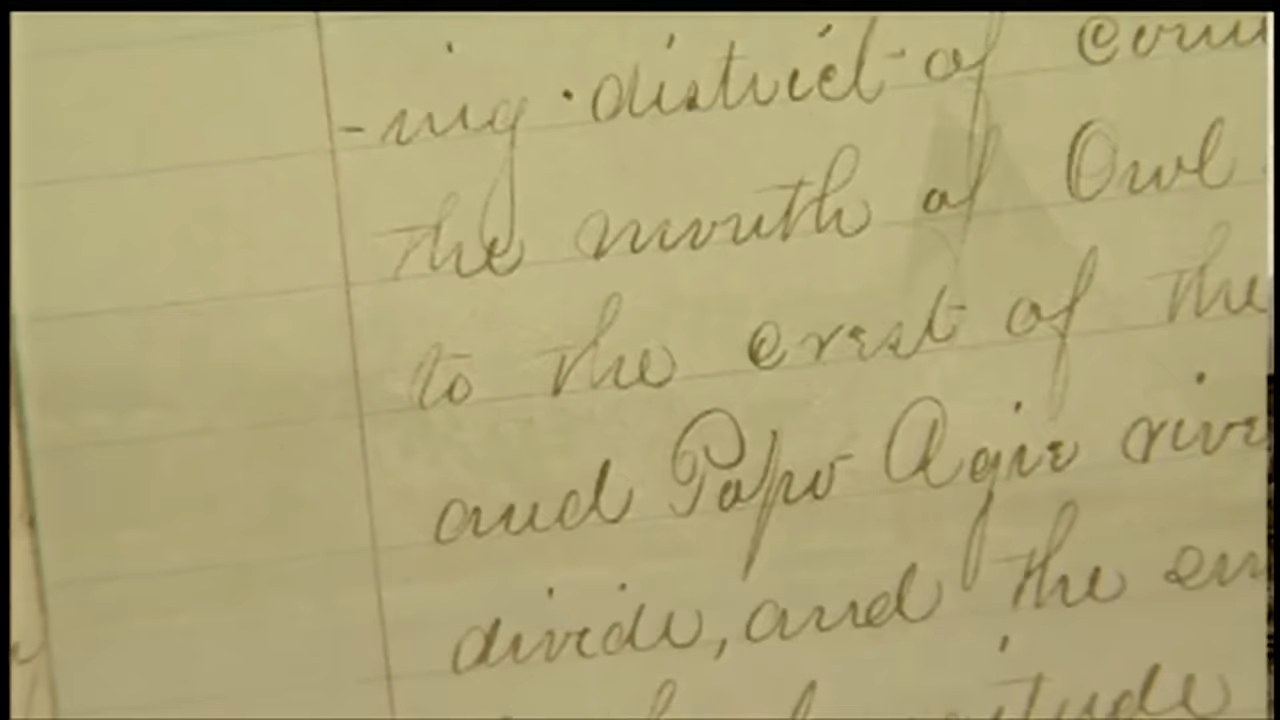 -ing district of Com
the mouth of Owl
to the crest of the
and Popo Agie rive
divide, and the